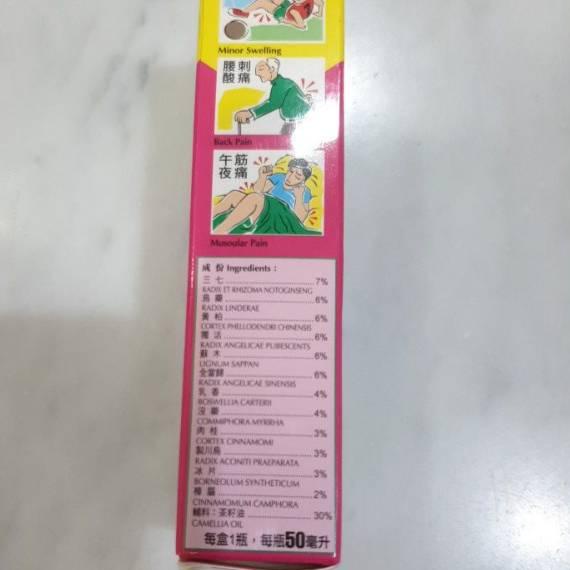 Minor Swelling
腰刺
酸痛
Back Pain
午筋
夜痛
Musoular Pain
成 份 Ingredients :
三 七 7%
RADIX ET RHIZOMA NOTOGINSENG
烏 藥 6%
RADIX LINDERAE
黃 柏 6%
CORTEX PHELLODENDRI CHINENSIS
獨 活 6%
RADIX ANGELICAE PUBESCENTS
蘇 木 6%
LIGNUM SAPPAN
全當歸 6%
RADIX ANGELICAE SINENSIS
乳 香 4%
BOSWELLIA CARTERII
沒 藥 4%
COMMIPHORA MYRRHA
肉 桂 3%
CORTEX CINNAMOMI
製川烏 3%
RADIX ACONITI PRAEPARATA
冰 片 3%
BORNEOLUM SYNTHETICUM
樟 腦 2%
CINNAMOMUM CAMPHORA
輔料：茶籽油 30%
CAMELLIA OIL
每盒1瓶，每瓶50毫升